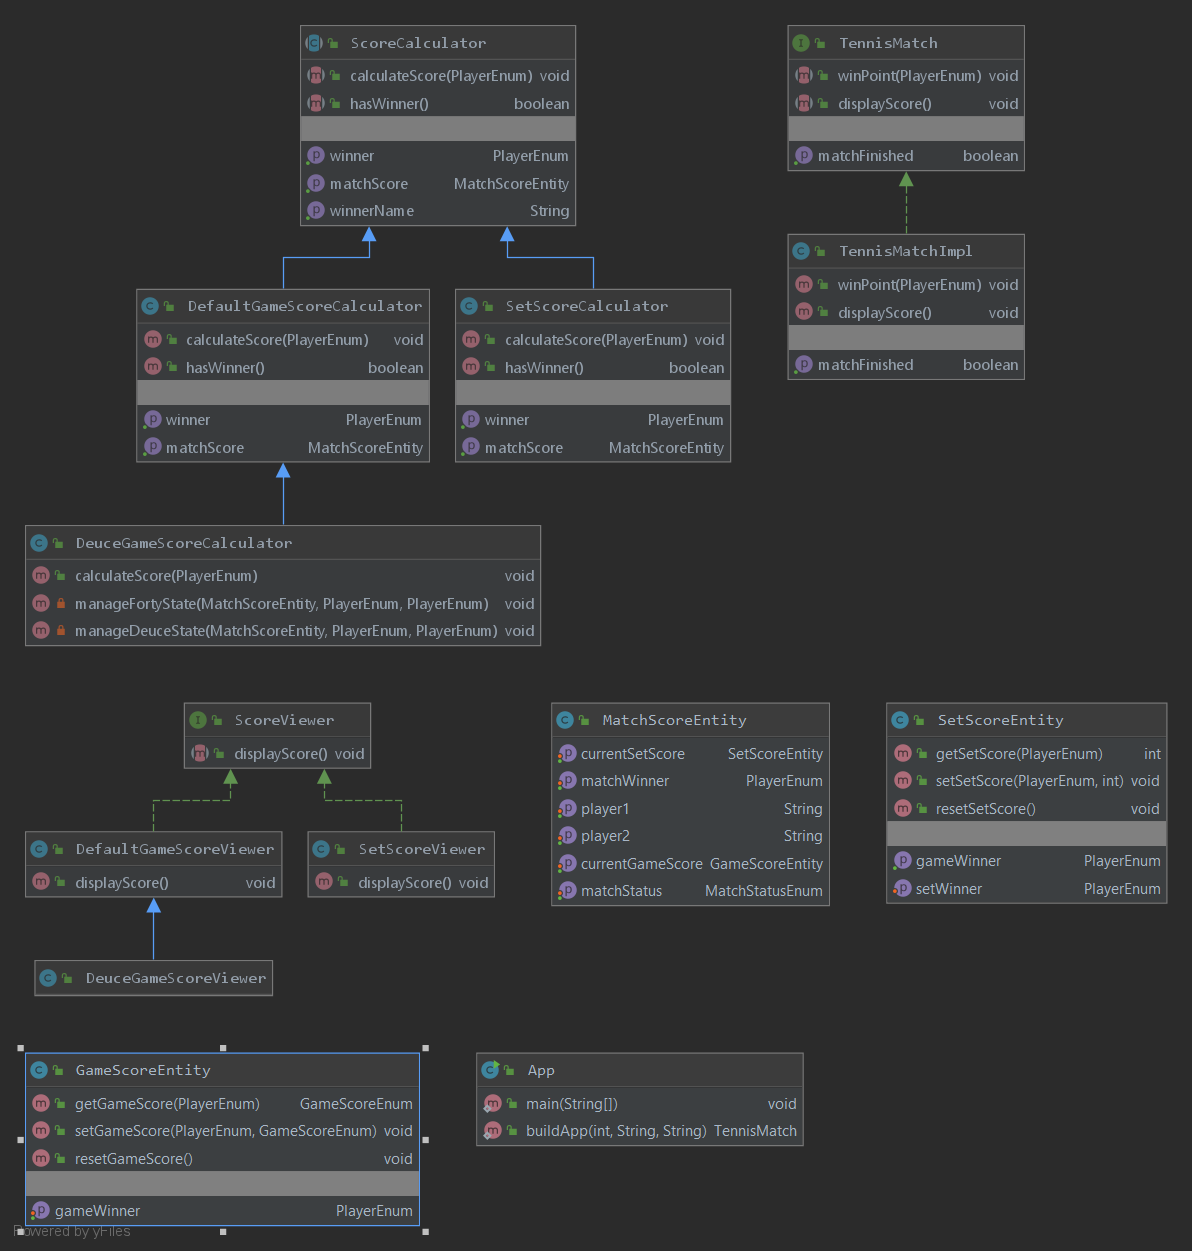 ScoreCalculator
calculateScore(PlayerEnum) void
hasWinner() boolean
winner PlayerEnum
matchScore MatchScoreEntity
winnerName String
TennisMatch
winPoint(PlayerEnum) void
displayScore() void
matchFinished boolean
TennisMatchImpl
winPoint(PlayerEnum) void
displayScore() void
matchFinished boolean
DefaultGameScoreCalculator
calculateScore(PlayerEnum) void
hasWinner() boolean
winner PlayerEnum
matchScore MatchScoreEntity
SetScoreCalculator
calculateScore(PlayerEnum) void
hasWinner() boolean
winner PlayerEnum
matchScore MatchScoreEntity
DeuceGameScoreCalculator
calculateScore(PlayerEnum) void
manageFortyState(MatchScoreEntity, PlayerEnum, PlayerEnum) void
manageDeuceState(MatchScoreEntity, PlayerEnum, PlayerEnum) void
ScoreViewer
displayScore() void
DefaultGameScoreViewer
displayScore() void
SetScoreViewer
displayScore() void
DeuceGameScoreViewer
MatchScoreEntity
currentSetScore SetScoreEntity
matchWinner PlayerEnum
player1 String
player2 String
currentGameScore GameScoreEntity
matchStatus MatchStatusEnum
SetScoreEntity
getSetScore(PlayerEnum) int
setSetScore(PlayerEnum, int) void
resetSetScore() void
gameWinner PlayerEnum
setWinner PlayerEnum
GameScoreEntity
getGameScore(PlayerEnum) GameScoreEnum
setGameScore(PlayerEnum, GameScoreEnum) void
resetGameScore() void
gameWinner PlayerEnum
App
main(String[]) void
buildApp(int, String, String) TennisMatch
Powered by yFiles